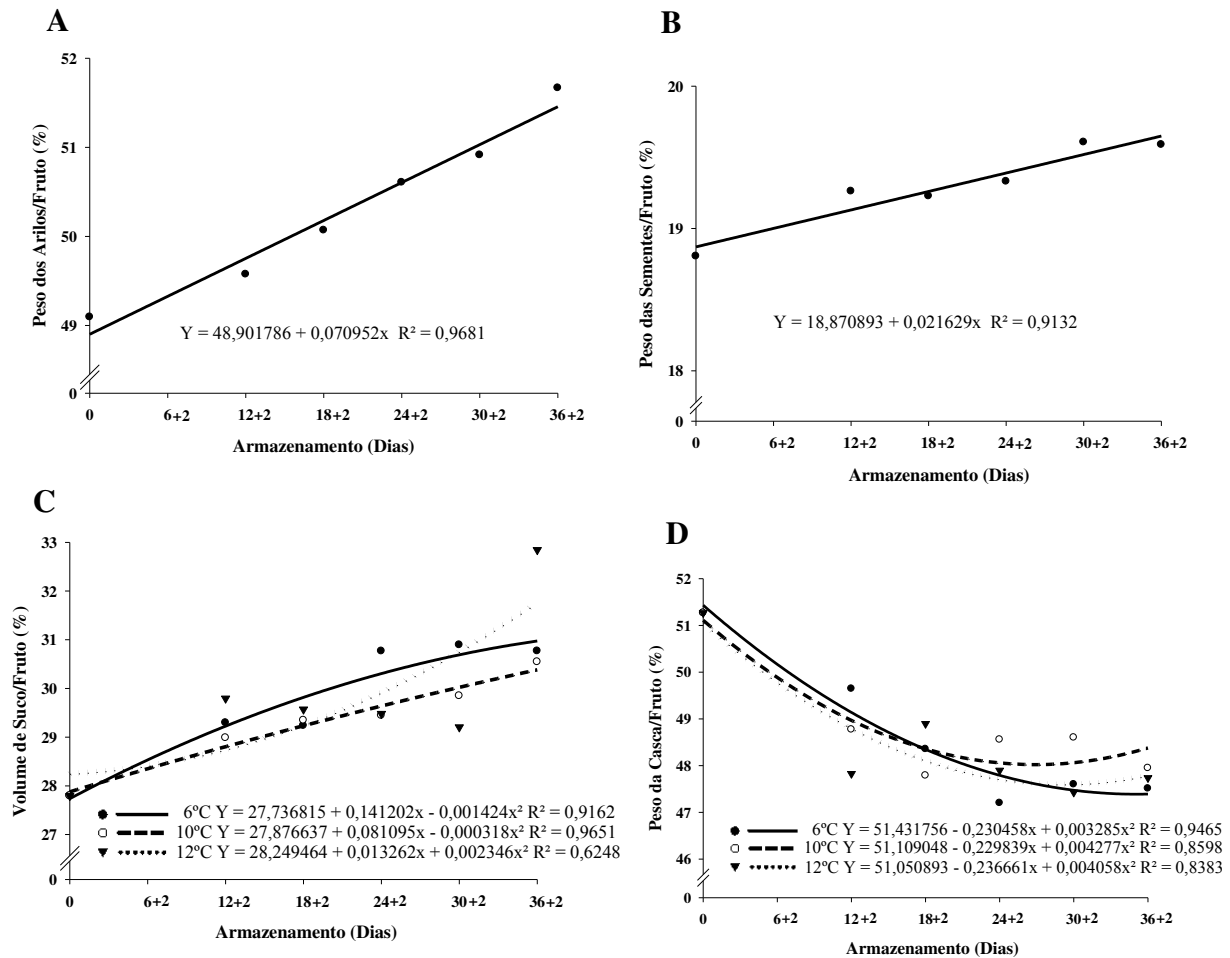 A
Peso dos Arilos/Fruto (%)
52
51
50
49
0
Y = 48,901786 + 0,070952x R² = 0,9681
0 6+2 12+2 18+2 24+2 30+2 36+2
Armazenamento (Dias)
B
Peso das Sementes/Fruto (%)
20
19
18
0
Y = 18,870893 + 0,021629x R² = 0,9132
0 6+2 12+2 18+2 24+2 30+2 36+2
Armazenamento (Dias)
C
Volume de Suco/Fruto (%)
33
32
31
30
29
28
27
0
6ºC Y = 27,736815 + 0,141202x - 0,001424x² R² = 0,9162
10ºC Y = 27,876637 + 0,081095x - 0,000318x² R² = 0,9651
12ºC Y = 28,249464 + 0,013262x + 0,002346x² R² = 0,6248
0 6+2 12+2 18+2 24+2 30+2 36+2
Armazenamento (Dias)
D
Peso da Casca/Fruto (%)
52
51
50
49
48
47
46
0
6ºC Y = 51,431756 - 0,230458x + 0,003285x² R² = 0,9465
10ºC Y = 51,109048 - 0,229839x + 0,004277x² R² = 0,8598
12ºC Y = 51,050893 - 0,236661x + 0,004058x² R² = 0,8383
0 6+2 12+2 18+2 24+2 30+2 36+2
Armazenamento (Dias)